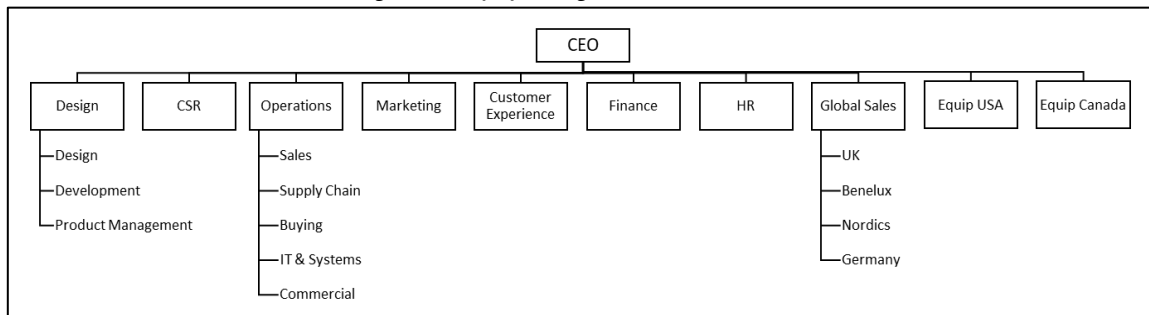 CEO
Design
CSR
Operations
Marketing
Customer
Experience
Finance
HR
Global Sales
Equip USA
Equip Canada
Design
Development
Product Management
Sales
Supply Chain
Buying
IT & Systems
Commercial
UK
Benelux
Nordics
Germany